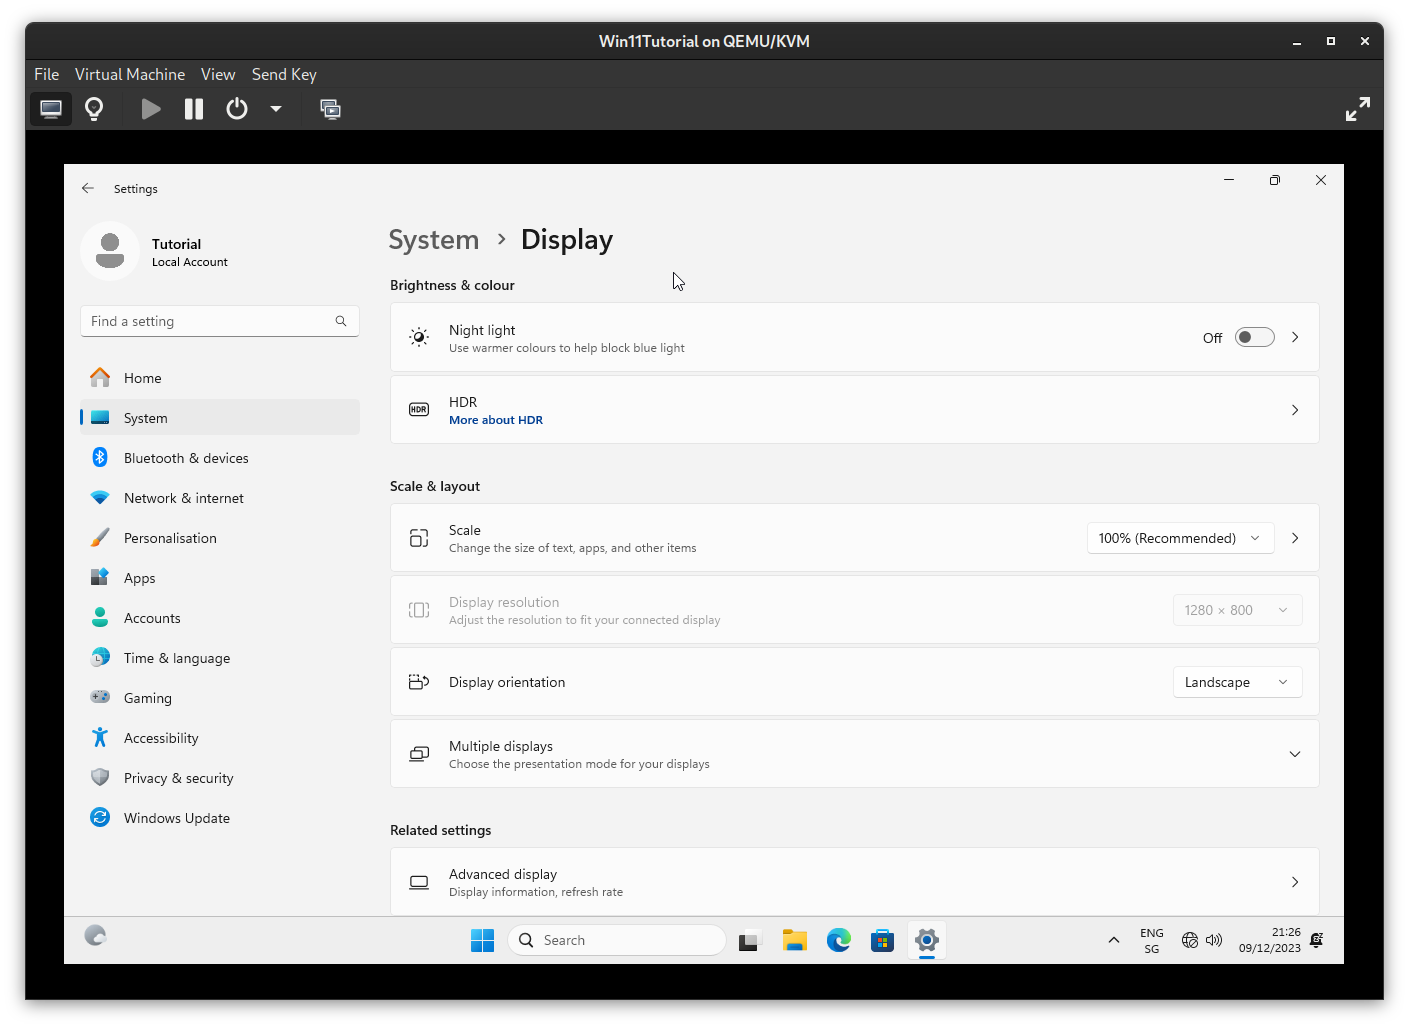 Win11Tutorial on QEMU/KVM
File Virtual Machine View Send Key
Settings
Tutorial
Local Account
Find a setting
Home
System
Bluetooth & devices
Network & internet
Personalisation
Apps
Accounts
Time & language
Gaming
Accessibility
Privacy & security
Windows Update
System > Display
Brightness & colour
Night light
Use warmer colours to help block blue light
Off
HDR
HDR
More about HDR
Scale & layout
Scale
Change the size of text, apps, and other items
100% (Recommended)
Display resolution
Adjust the resolution to fit your connected display
1280 × 800
Display orientation
Landscape
Multiple displays
Choose the presentation mode for your displays
Related settings
Advanced display
Display information, refresh rate
Search
ENG
SG
21:26
09/12/2023